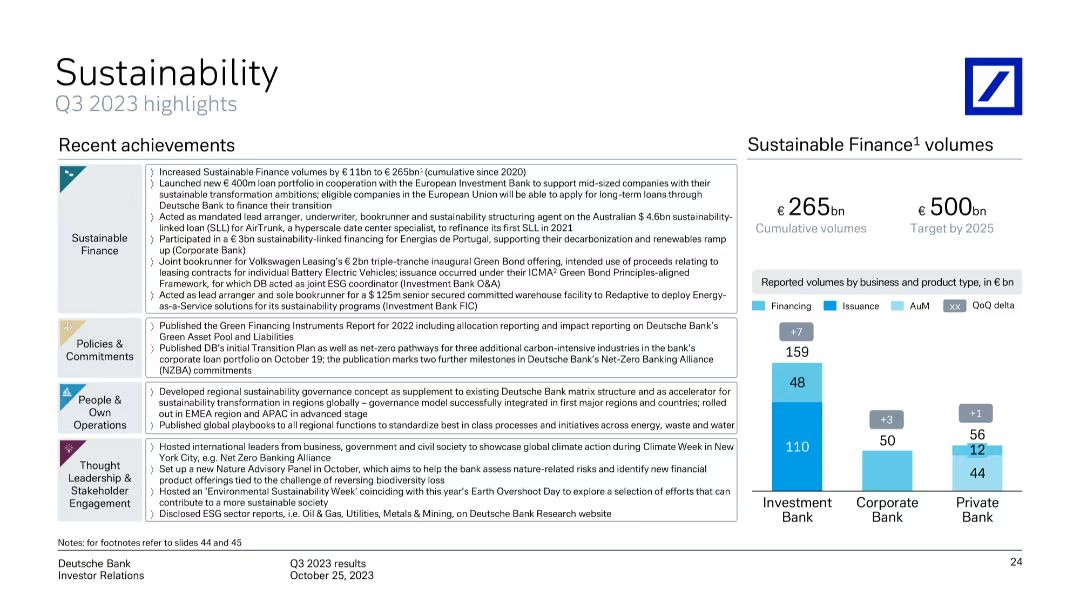 Sustainability
Q3 2023 highlights
Recent achievements
Sustainable
Finance
⟩ Increased Sustainable Finance volumes by € 11bn to € 265bn¹ (cumulative since 2020)
⟩ Launched new € 400m loan portfolio in cooperation with the European Investment Bank to support mid-sized companies with their
sustainable transformation ambitions; eligible companies in the European Union will be able to apply for long-term loans through
Deutsche Bank to finance their transition
⟩ Acted as mandated lead arranger, underwriter, bookrunner and sustainability structuring agent on the Australian $ 4.6bn sustainability-
linked loan (SLL) for AirTrunk, a hyperscale date center specialist, to refinance its first SLL in 2021
⟩ Participated in a € 3bn sustainability-linked financing for Energias de Portugal, supporting their decarbonization and renewables ramp
up (Corporate Bank)
⟩ Joint bookrunner for Volkswagen Leasing's € 2bn triple-tranche inaugural Green Bond offering, intended use of proceeds relating to
leasing contracts for individual Battery Electric Vehicles; issuance occurred under their ICMA² Green Bond Principles-aligned
Framework, for which DB acted as joint ESG coordinator (Investment Bank O&A)
⟩ Acted as lead arranger and sole bookrunner for a $ 125m senior secured committed warehouse facility to Redaptive to deploy Energy-
as-a-Service solutions for its sustainability programs (Investment Bank FIC)
Policies &
Commitments
⟩ Published the Green Financing Instruments Report for 2022 including allocation reporting and impact reporting on Deutsche Bank's
Green Asset Pool and Liabilities
⟩ Published DB's initial Transition Plan as well as net-zero pathways for three additional carbon-intensive industries in the bank's
corporate loan portfolio on October 19; the publication marks two further milestones in Deutsche Bank's Net-Zero Banking Alliance
(NZBA) commitments
People &
Own
Operations
⟩ Developed regional sustainability governance concept as supplement to existing Deutsche Bank matrix structure and as accelerator for
sustainability transformation in regions globally – governance model successfully integrated in first major regions and countries; rolled
out in EMEA region and APAC in advanced stage
⟩ Published global playbooks to all regional functions to standardize best in class processes and initiatives across energy, waste and water
Thought
Leadership &
Stakeholder
Engagement
⟩ Hosted international leaders from business, government and civil society to showcase global climate action during Climate Week in New
York City, e.g. Net Zero Banking Alliance
⟩ Set up a new Nature Advisory Panel in October, which aims to help the bank assess nature-related risks and identify new financial
product offerings tied to the challenge of reversing biodiversity loss
⟩ Hosted an 'Environmental Sustainability Week' coinciding with this year's Earth Overshoot Day to explore a selection of efforts that can
contribute to a more sustainable society
⟩ Disclosed ESG sector reports, i.e. Oil & Gas, Utilities, Metals & Mining, on Deutsche Bank Research website
Sustainable Finance¹ volumes
€ 265bn
Cumulative volumes
€ 500bn
Target by 2025
Reported volumes by business and product type, in € bn
Financing Issuance AuM xx QoQ delta
+7
159
48
110
Investment
Bank
+3
50
Corporate
Bank
+1
56
12
44
Private
Bank
Notes: for footnotes refer to slides 44 and 45
Deutsche Bank
Investor Relations
Q3 2023 results
October 25, 2023
24